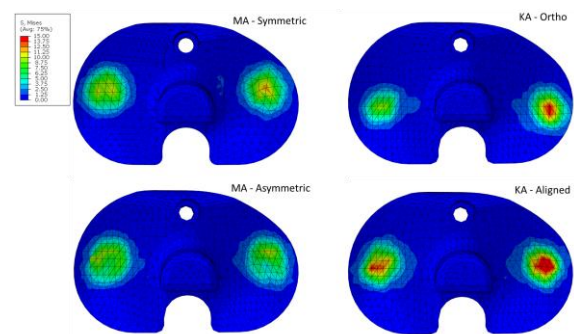 S, Mises
(Avg: 75%)
15.00
13.75
12.50
11.25
10.00
8.75
7.50
6.25
5.00
3.75
2.50
1.25
0.00
MA - Symmetric
KA - Ortho
MA - Asymmetric
KA - Aligned